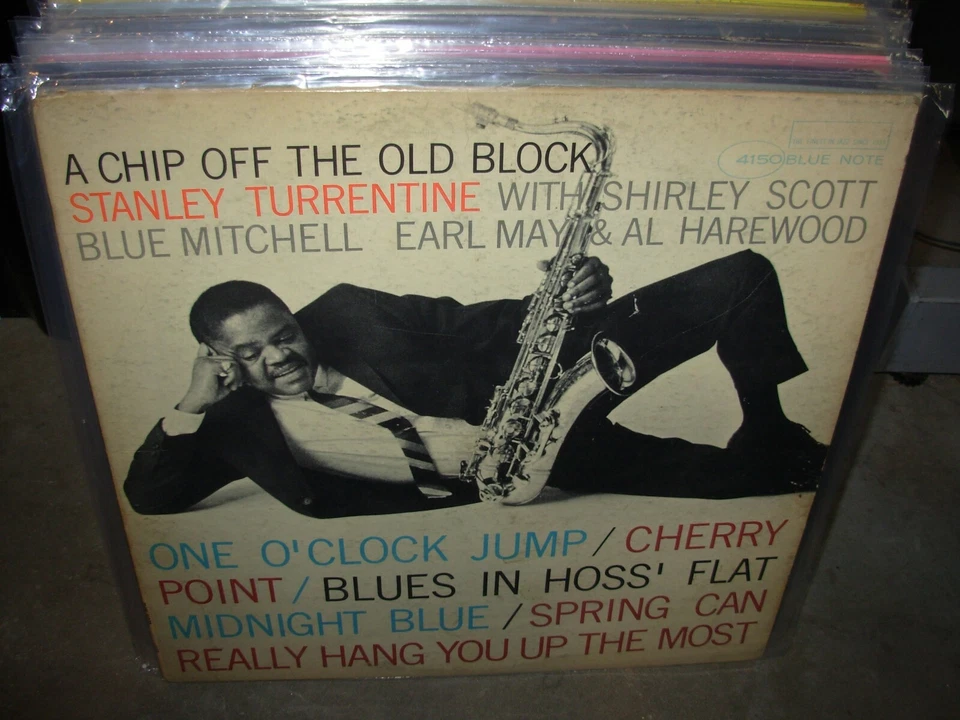 A CHIP OFF THE OLD BLOCK
STANLEY TURRENTINE WITH SHIRLEY SCOTT
BLUE MITCHELL EARL MAY & AL HAREWOOD
4150 BLUE NOTE
ONE O'CLOCK JUMP / CHERRY
POINT / BLUES IN HOSS' FLAT
MIDNIGHT BLUE / SPRING CAN
REALLY HANG YOU UP THE MOST